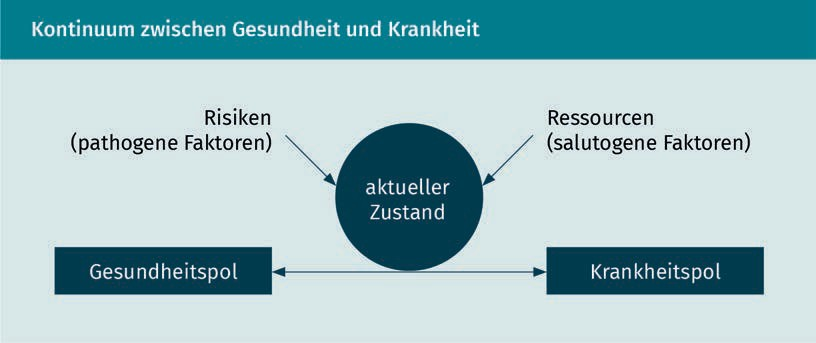 Kontinuum zwischen Gesundheit und Krankheit
Risiken
(pathogene Faktoren)
Ressourcen
(salutogene Faktoren)
aktueller
Zustand
Gesundheitspol
Krankheitspol